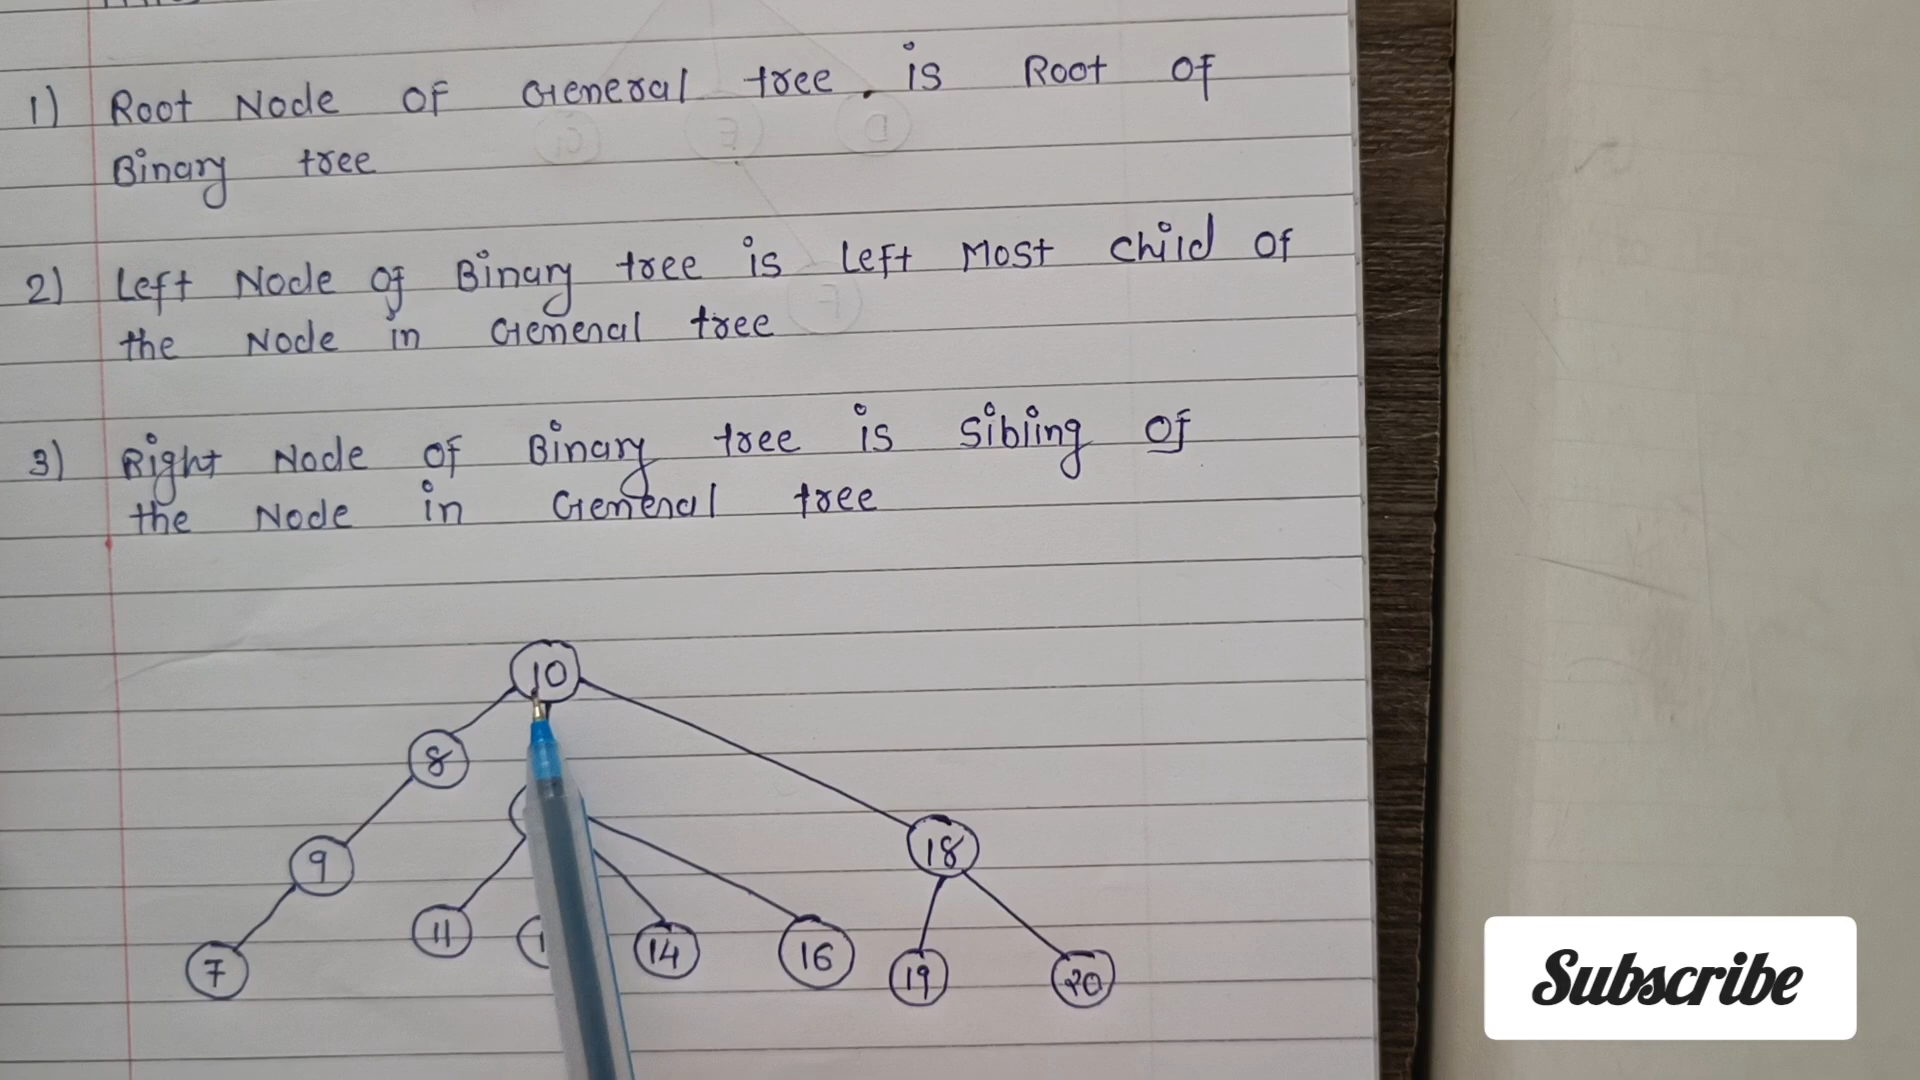 1) Root Node OF General tree. is Root of
Binary tree
2) Left Node of Binary tree is Left Most child of
the Node in General tree
3) Right Node of Binary tree is Sibling of
the Node in General tree
10
8
9
18
7
11
14
16
19
20
Subscribe